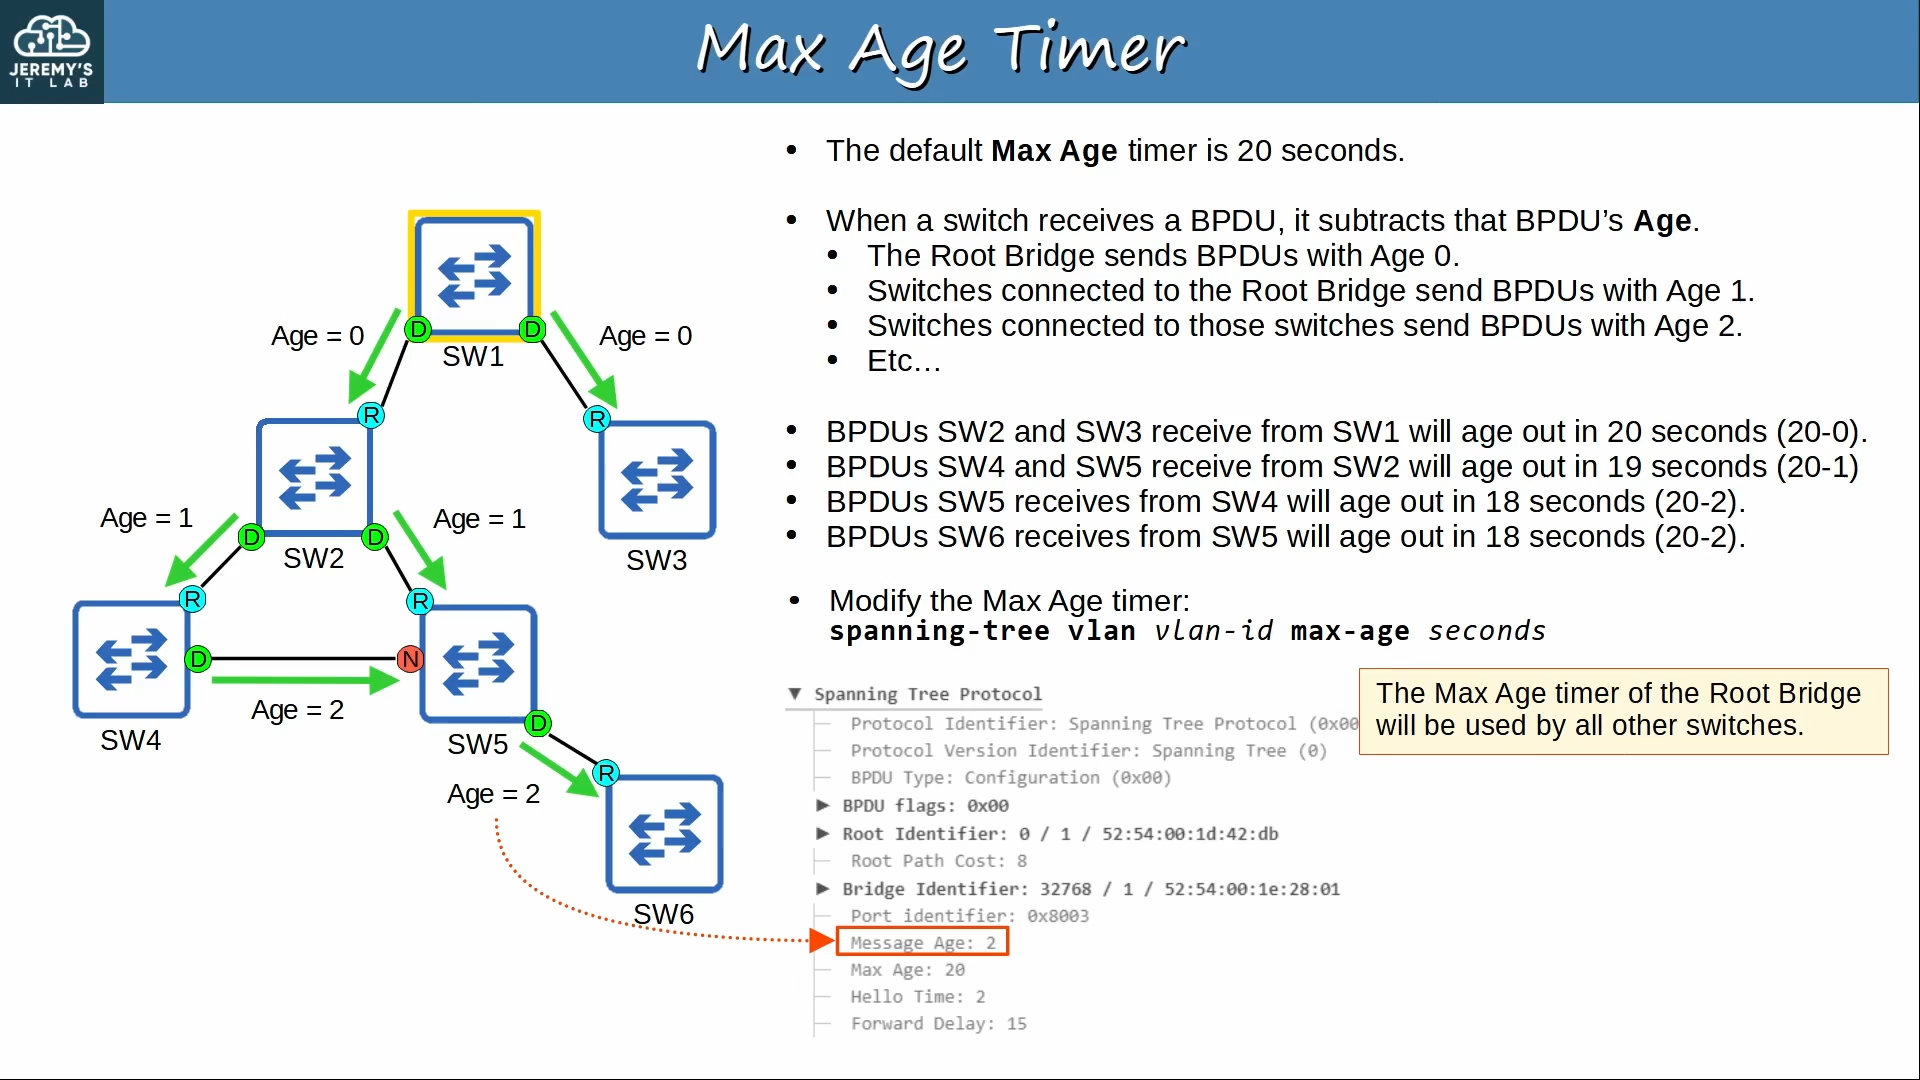 JEREMY'S
IT LAB
Max Age Timer
• The default Max Age timer is 20 seconds.
• When a switch receives a BPDU, it subtracts that BPDU’s Age.
• The Root Bridge sends BPDUs with Age 0.
• Switches connected to the Root Bridge send BPDUs with Age 1.
• Switches connected to those switches send BPDUs with Age 2.
• Etc…
• BPDUs SW2 and SW3 receive from SW1 will age out in 20 seconds (20-0).
• BPDUs SW4 and SW5 receive from SW2 will age out in 19 seconds (20-1)
• BPDUs SW5 receives from SW4 will age out in 18 seconds (20-2).
• BPDUs SW6 receives from SW5 will age out in 18 seconds (20-2).
• Modify the Max Age timer:
spanning-tree vlan vlan-id max-age seconds
The Max Age timer of the Root Bridge
will be used by all other switches.
Spanning Tree Protocol
Protocol Identifier: Spanning Tree Protocol (0x00
Protocol Version Identifier: Spanning Tree (0)
BPDU Type: Configuration (0x00)
BPDU flags: 0x00
Root Identifier: 0 / 1 / 52:54:00:1d:42:db
Root Path Cost: 8
Bridge Identifier: 32768 / 1 / 52:54:00:1e:28:01
Port identifier: 0x8003
Message Age: 2
Max Age: 20
Hello Time: 2
Forward Delay: 15
Age = 0
D
D
Age = 0
SW1
R
R
Age = 1
Age = 1
D
D
SW2
SW3
R
R
D
N
Age = 2
D
SW4
SW5
Age = 2
R
SW6